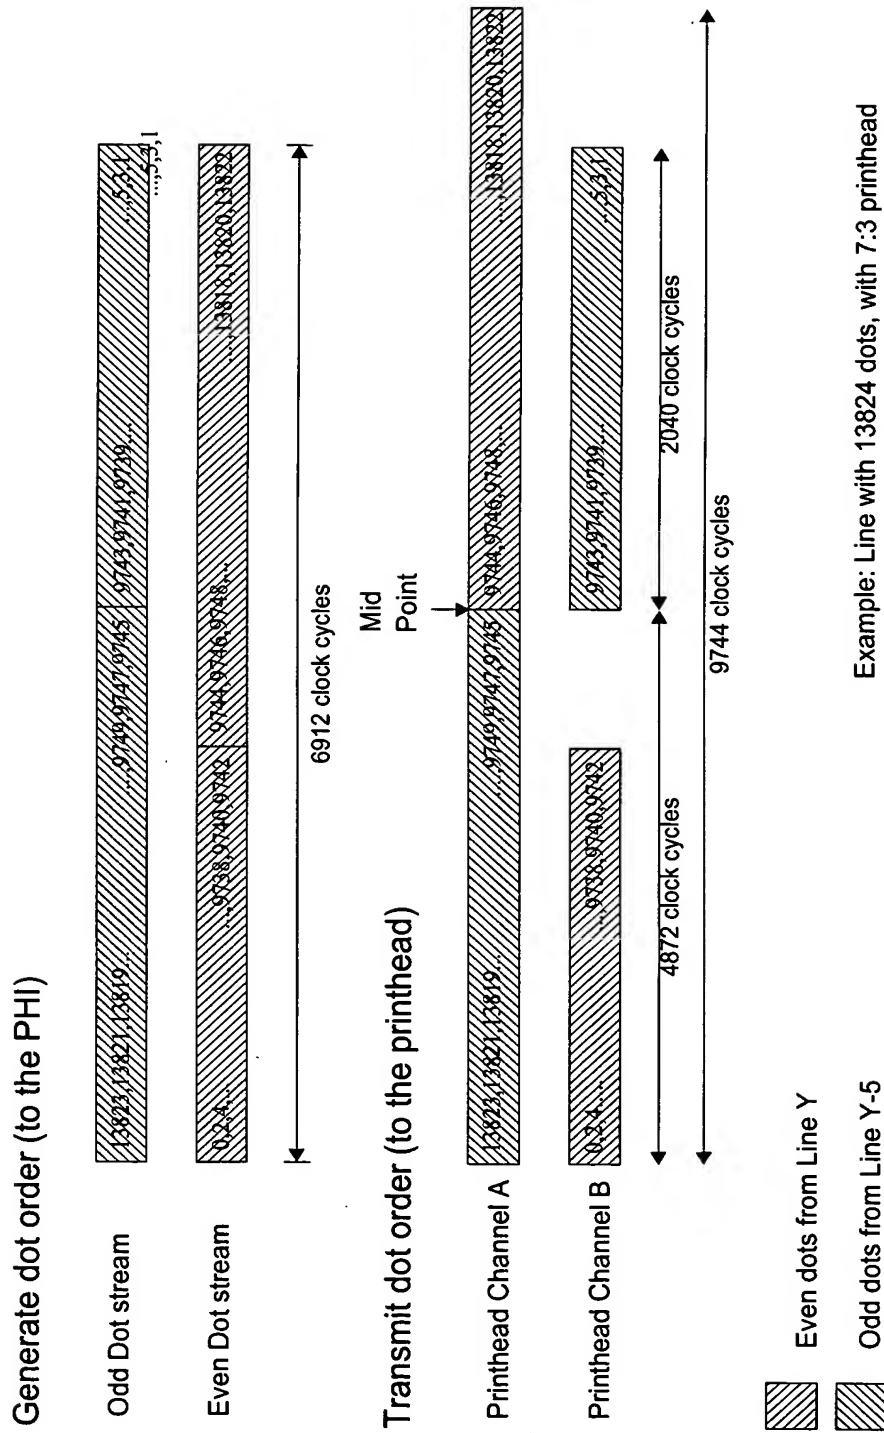 Generate dot order (to the PHI)
Odd Dot stream
13823,13821,13819....
...,9749,9747,9745
9743,9741,9739....
...,5,3,1
...,5,3,1
Even Dot stream
0,2,4....
...,9738,9740,9742
9744,9746,9748....
...,13818,13820,13822
6912 clock cycles
Transmit dot order (to the printhead)
Mid
Point
Printhead Channel A
13823,13821,13819....
...,9749,9747,9745
9744,9746,9748....
...,13818,13820,13822
Printhead Channel B
0,2,4.....
...,9738,9740,9742
9743,9741,9739....
...,5,3,1
4872 clock cycles
2040 clock cycles
9744 clock cycles
Even dots from Line Y
Odd dots from Line Y-5
Example: Line with 13824 dots, with 7:3 printhead